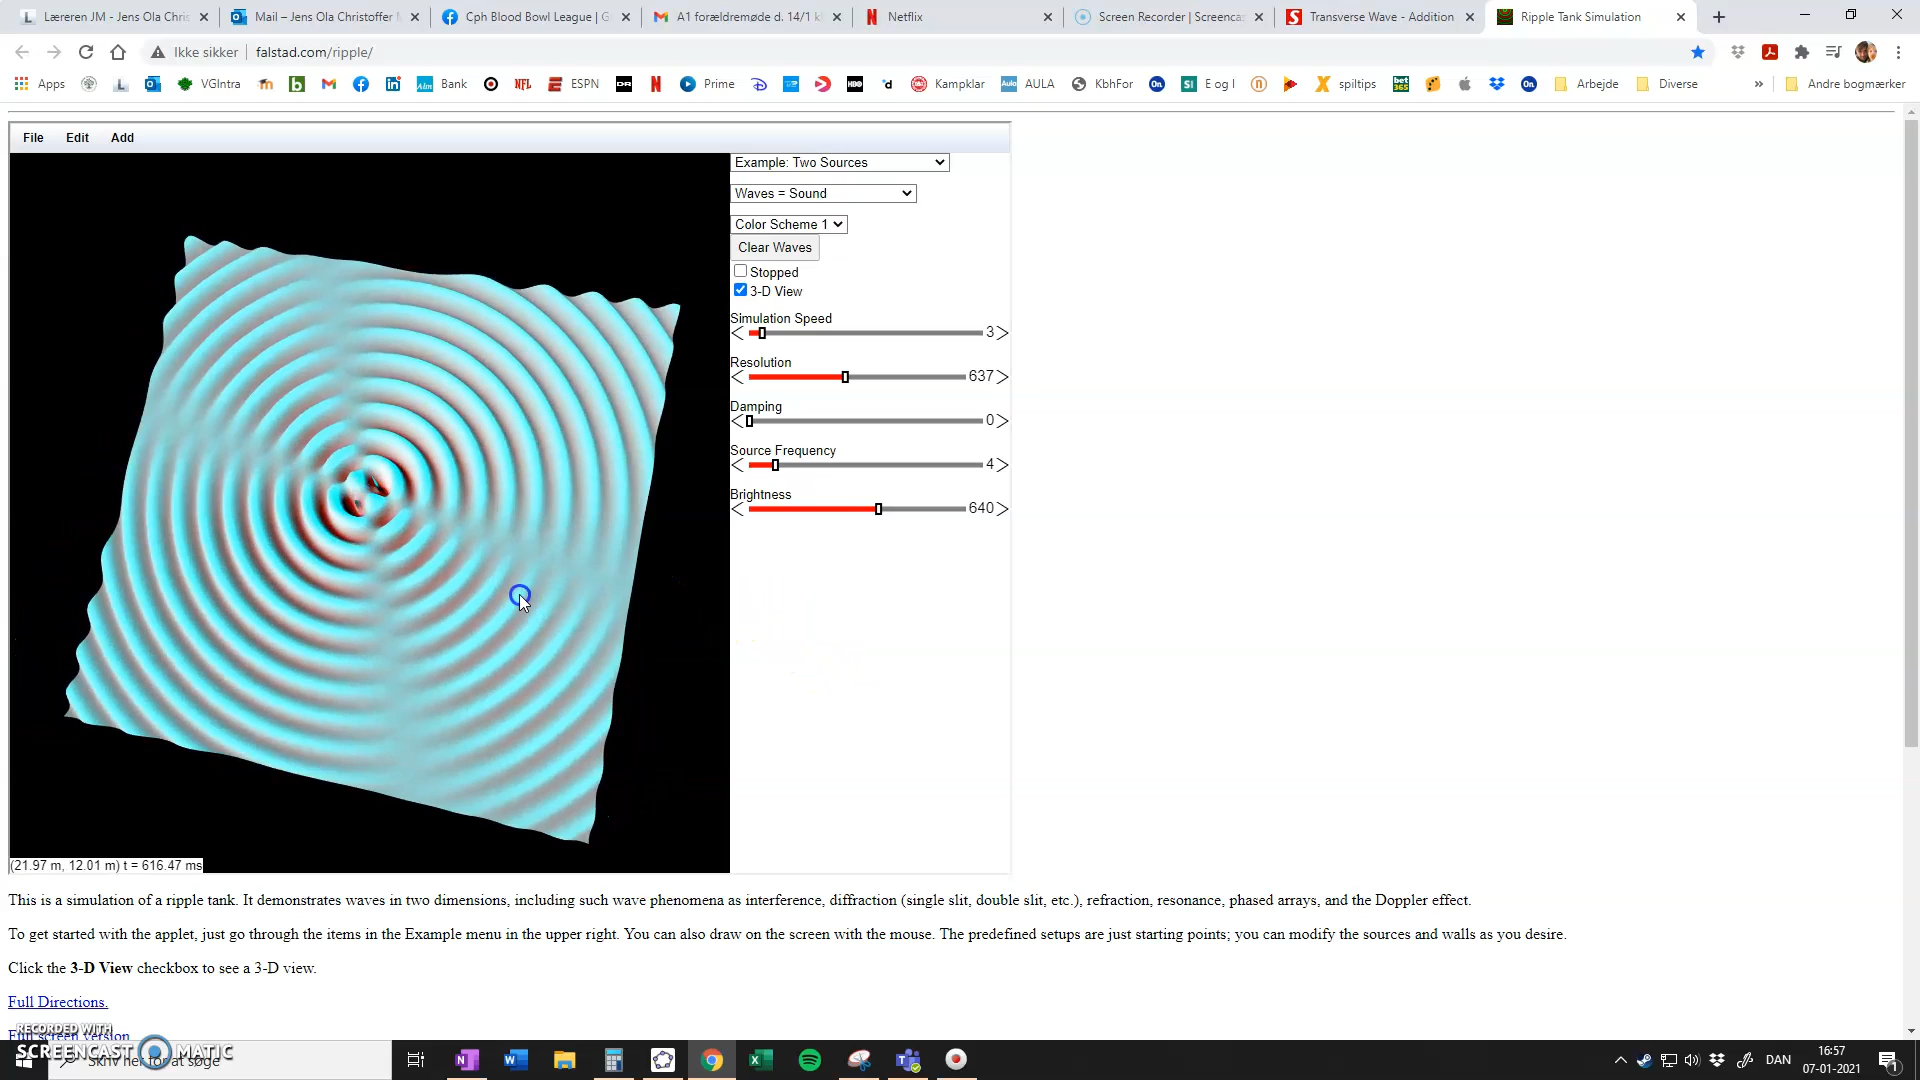 Læreren JM - Jens Ola Chris
Mail – Jens Ola Christoffer
Cph Blood Bowl League | G
A1 forældremøde d. 14/1 k
Netflix
Screen Recorder | Screenca
Transverse Wave - Addition
Ripple Tank Simulation
Ikke sikker | falstad.com/ripple/
Apps
VGIntra
Bank
ESPN
Prime
Kampklar
AULA
KbhFor
E og I
spiltips
Arbejde
Diverse
»
Andre bogmærker
File Edit Add
Example: Two Sources
Waves = Sound
Color Scheme 1
Clear Waves
Stopped
3-D View
Simulation Speed
3
Resolution
637
Damping
0
Source Frequency
4
Brightness
640
(21.97 m, 12.01 m) t = 616.47 ms
This is a simulation of a ripple tank. It demonstrates waves in two dimensions, including such wave phenomena as interference, diffraction (single slit, double slit, etc.), refraction, resonance, phased arrays, and the Doppler effect.
To get started with the applet, just go through the items in the Example menu in the upper right. You can also draw on the screen with the mouse. The predefined setups are just starting points; you can modify the sources and walls as you desire.
Click the 3-D View checkbox to see a 3-D view.
Full Directions.
Full screen version
RECORDED WITH
SCREENCAST MATIC
Skriv her for at søge
DAN
16:57
07-01-2021